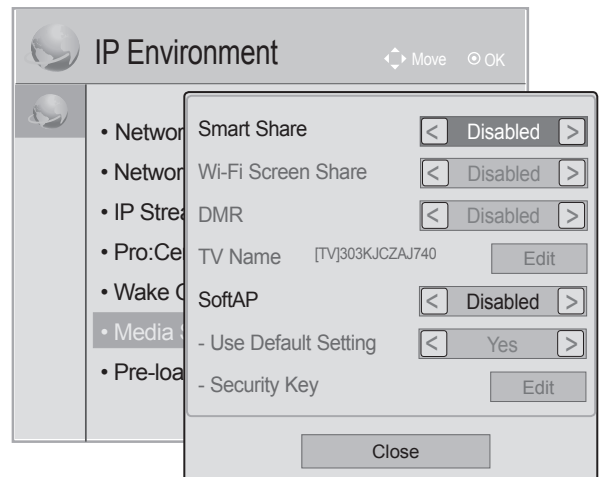 IP Environment
Move OK
• Networ
• Networ
• IP Strea
• Pro:Ce
• Wake
• Media
• Pre-loa
Smart Share < Disabled >
Wi-Fi Screen Share < Disabled >
DMR < Disabled >
TV Name [TV]303KJCZAJ740 Edit
SoftAP < Disabled >
- Use Default Setting < Yes >
- Security Key Edit
Close